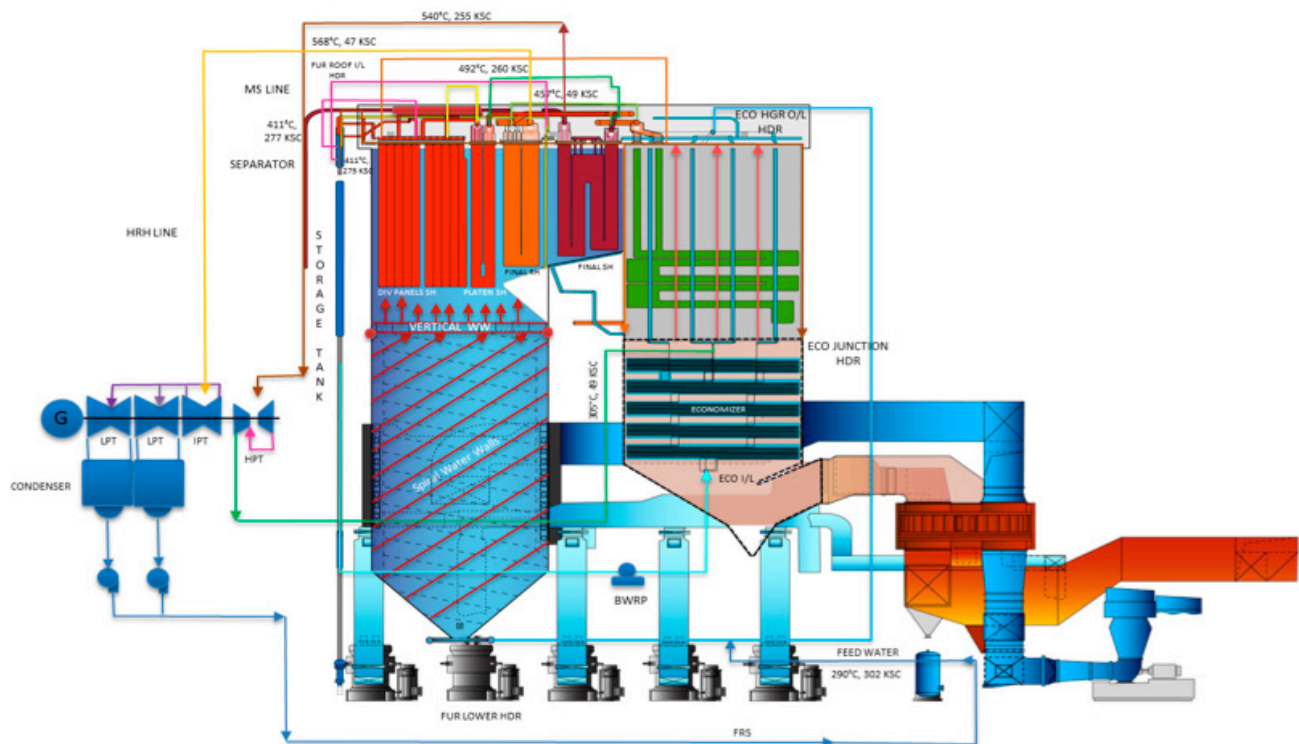 540°C, 255 KSC
568°C, 47 KSC
FUR ROOF I/L
HDR
492°C, 260 KSC
MS LINE
457°C, 49 KSC
ECO HGR O/L
HDR
411°C,
277 KSC
411°C,
275 KSC
SEPARATOR
HRH LINE
STORAGE TANK
FINAL RH
FINAL SH
DIV PANELS SH
PLATEN SH
VERTICAL WW
ECO JUNCTION
HDR
305°C, 49 KSC
ECONOMIZER
G
LPT
LPT
IPT
HPT
Spiral Water Walls
CONDENSER
ECO I/L
BWRP
FEED WATER
290°C, 302 KSC
FUR LOWER HDR
FRS